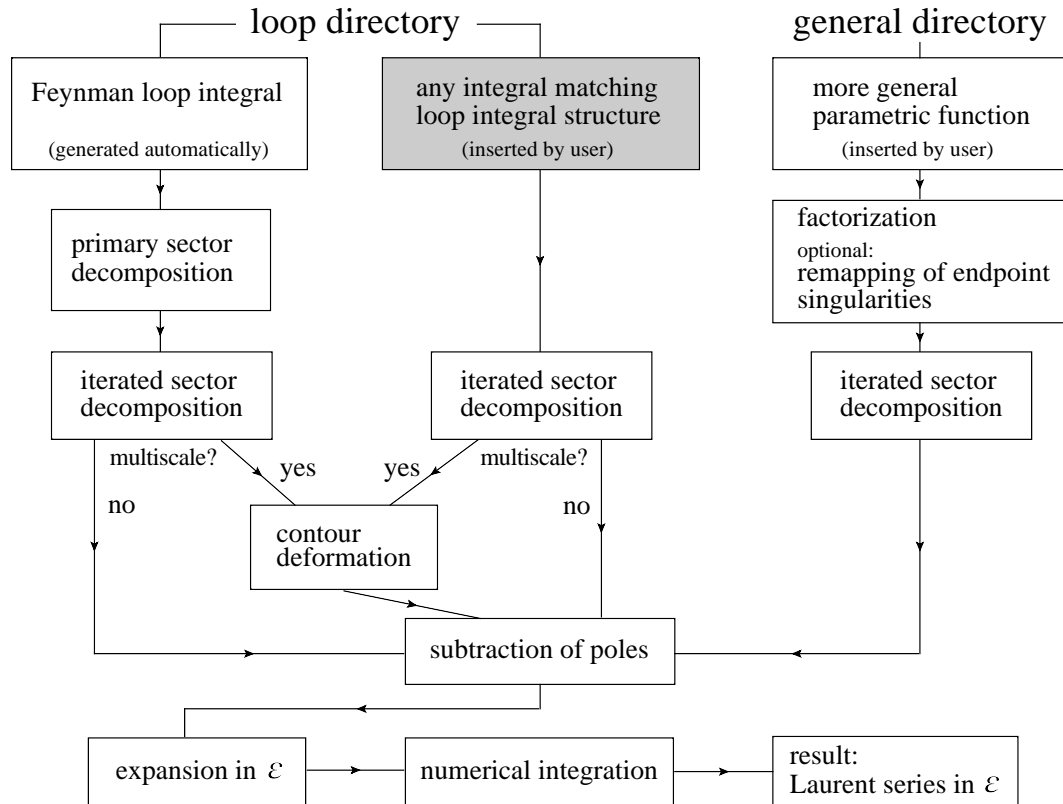 loop directory
general directory
Feynman loop integral
(generated automatically)
any integral matching
loop integral structure
(inserted by user)
more general
parametric function
(inserted by user)
primary sector
decomposition
factorization
optional:
remapping of endpoint
singularities
iterated sector
decomposition
iterated sector
decomposition
iterated sector
decomposition
multiscale?
yes
no
yes
multiscale?
no
contour
deformation
subtraction of poles
expansion in ε
numerical integration
result:
Laurent series in ε